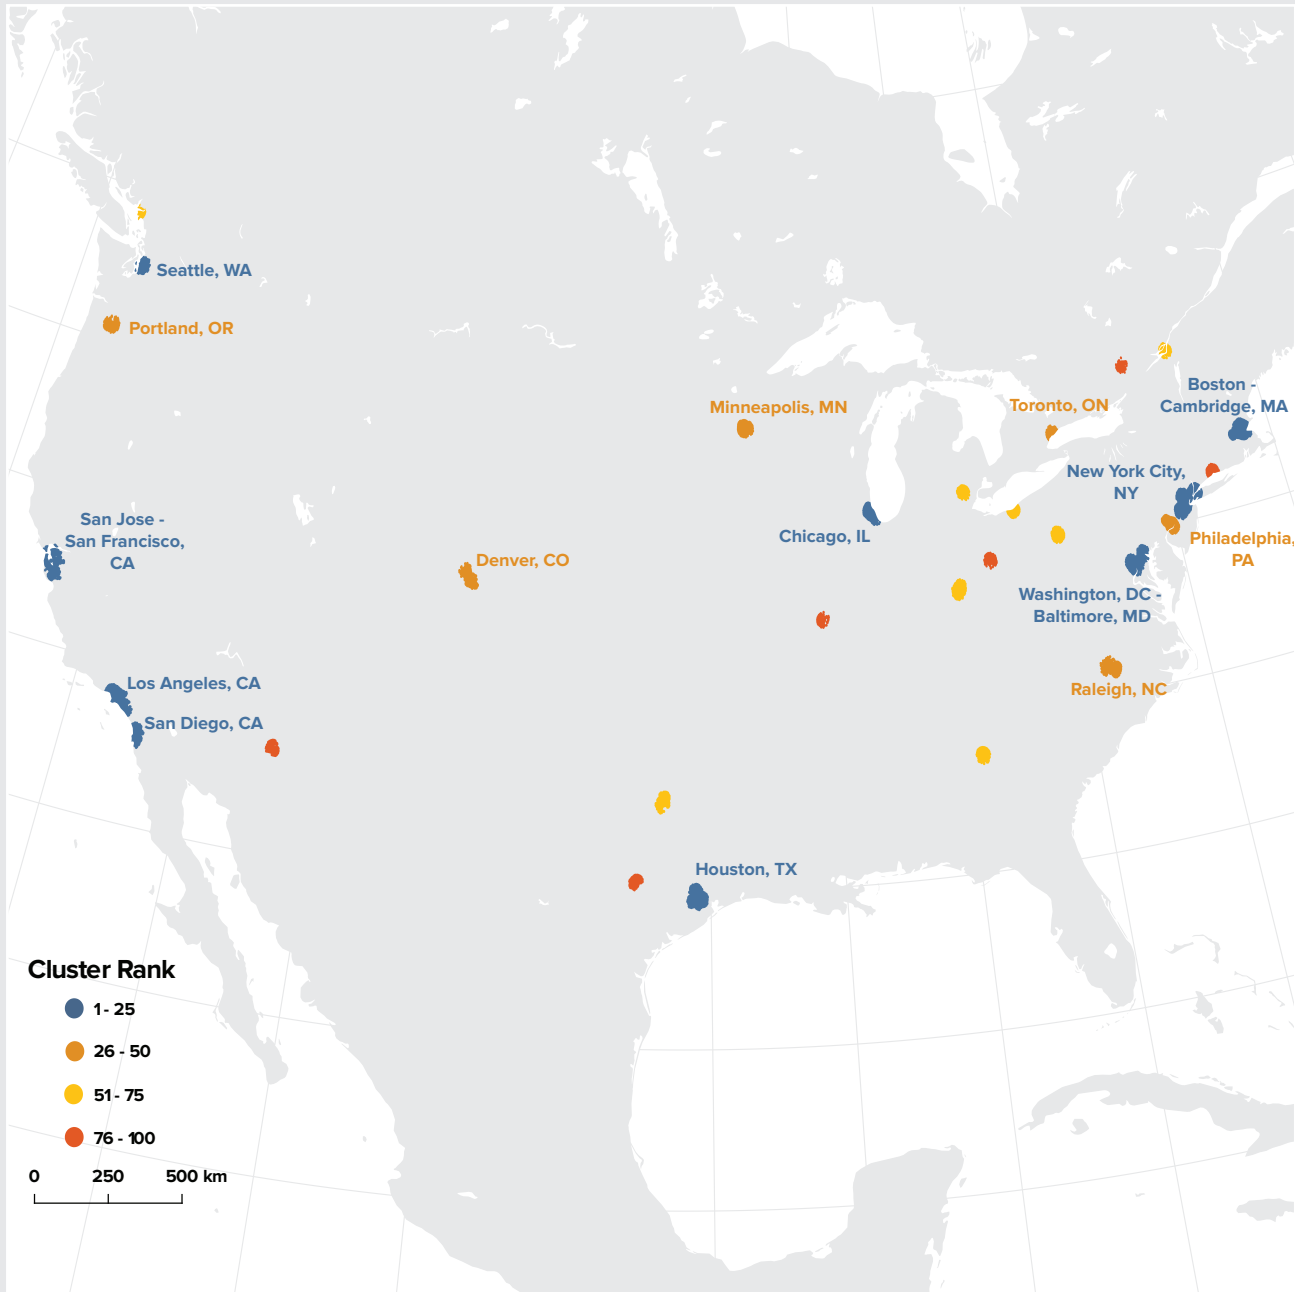 Seattle, WA
Portland, OR
Boston -
Cambridge, MA
Minneapolis, MN
Toronto, ON
New York City,
NY
San Jose -
San Francisco,
CA
Chicago, IL
Philadelphia,
PA
Denver, CO
Washington, DC -
Baltimore, MD
Los Angeles, CA
Raleigh, NC
San Diego, CA
Houston, TX
Cluster Rank
1 - 25
26 - 50
51 - 75
76 - 100
0 250 500 km